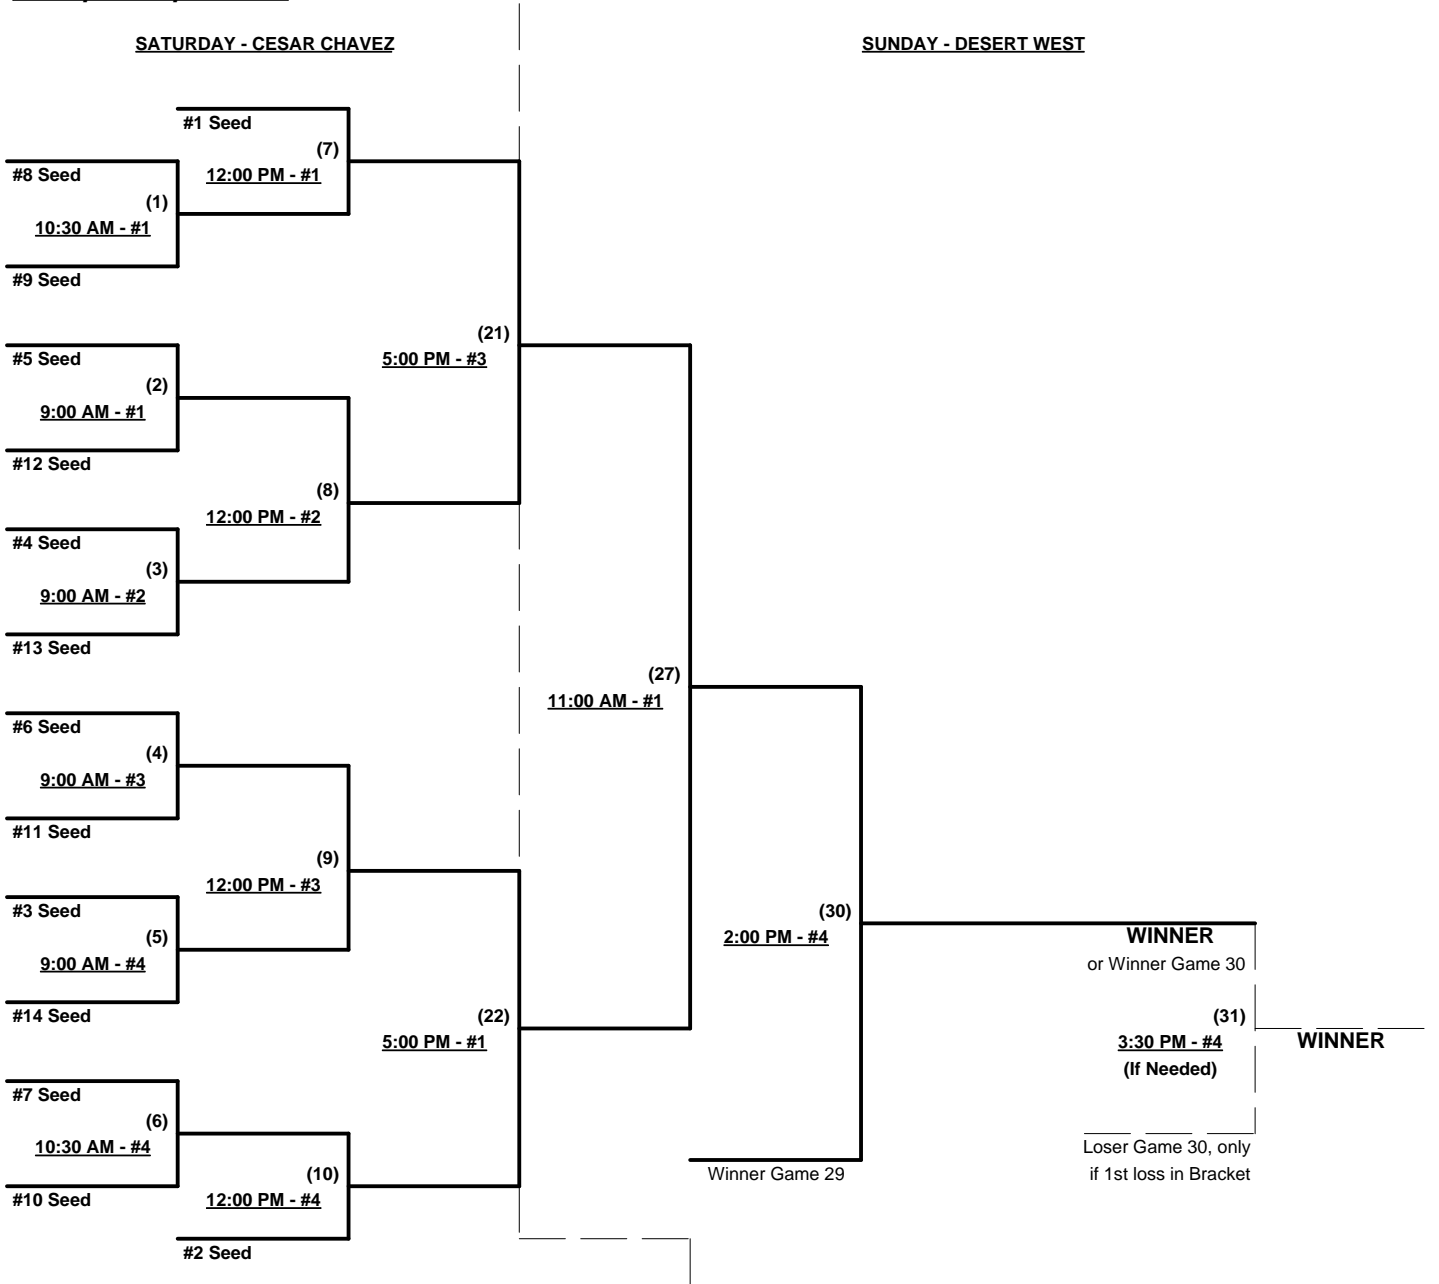 SATURDAY - CESAR CHAVEZ
SUNDAY - DESERT WEST
#1 Seed
(7)
12:00 PM - #1
#8 Seed
(1)
10:30 AM - #1
#9 Seed
(21)
5:00 PM - #3
#5 Seed
(2)
9:00 AM - #1
#12 Seed
(8)
12:00 PM - #2
#4 Seed
(3)
9:00 AM - #2
#13 Seed
(27)
11:00 AM - #1
#6 Seed
(4)
9:00 AM - #3
#11 Seed
(9)
12:00 PM - #3
#3 Seed
(5)
9:00 AM - #4
#14 Seed
(30)
2:00 PM - #4
WINNER
or Winner Game 30
(22)
5:00 PM - #1
(31)
3:30 PM - #4
(If Needed)
WINNER
#7 Seed
(6)
10:30 AM - #4
#10 Seed
(10)
12:00 PM - #4
#2 Seed
Winner Game 29
Loser Game 30, only
if 1st loss in Bracket